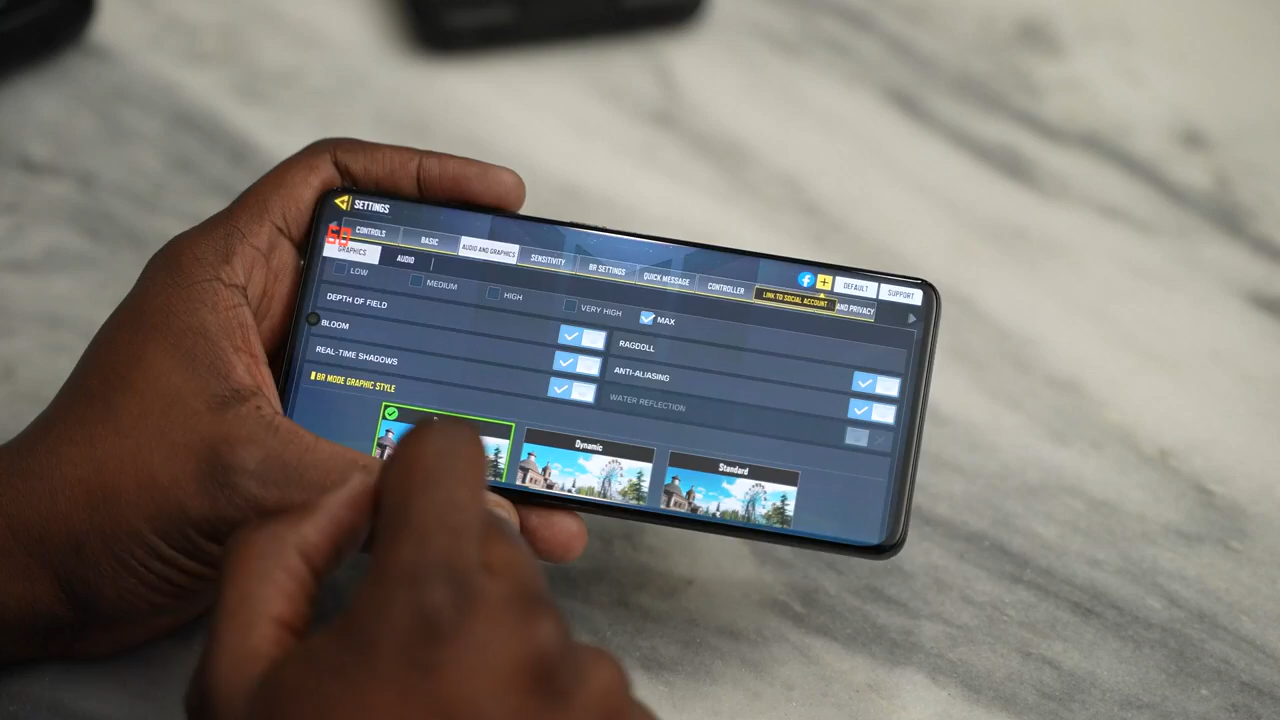 SETTINGS
60
CONTROLS
BASIC
AUDIO AND GRAPHICS
SENSITIVITY
BR SETTINGS
QUICK MESSAGE
CONTROLLER
LINK TO SOCIAL ACCOUNT
AND PRIVACY
DEFAULT
SUPPORT
GRAPHICS
AUDIO
LOW
MEDIUM
HIGH
VERY HIGH
MAX
DEPTH OF FIELD
RAGDOLL
BLOOM
ANTI-ALIASING
REAL-TIME SHADOWS
WATER REFLECTION
BR MODE GRAPHIC STYLE
Dynamic
Standard